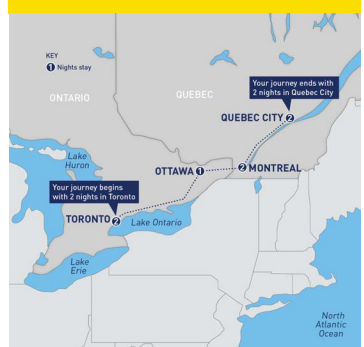 KEY
1 Nights stay
ONTARIO
QUEBEC
Your journey ends with
2 nights in Quebec City
QUEBEC CITY 2
Lake
Huron
OTTAWA 1
2 MONTREAL
Your journey begins
with 2 nights in Toronto
TORONTO 2
Lake Ontario
Lake
Erie
North
Atlantic
Ocean